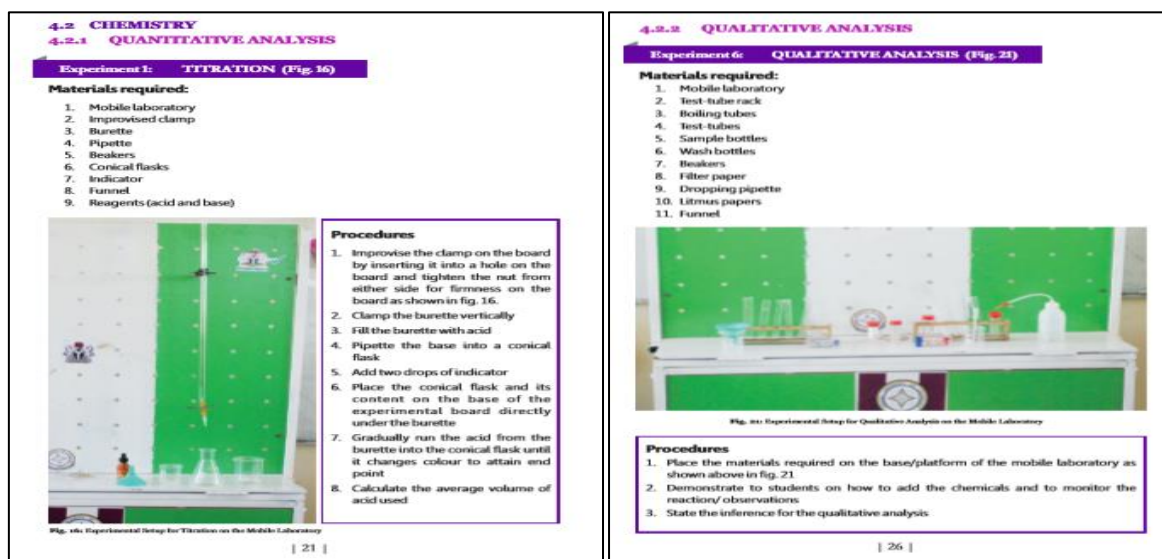 4.2 CHEMISTRY
4.2.1 QUANTITATIVE ANALYSIS
Experiment 1: TITRATION (Fig. 16)
Materials required:
1. Mobile laboratory
2. Improvised clamp
3. Burette
4. Pipette
5. Beakers
6. Conical flasks
7. Indicator
8. Funnel
9. Reagents (acid and base)
Procedures
1. Improvise the clamp on the board
by inserting it into a hole on the
board and tighten the nut from
either side for firmness on the
board as shown in fig. 16.
2. Clamp the burette vertically
3. Fill the burette with acid
4. Pipette the base into a conical
flask
5. Add two drops of indicator
6. Place the conical flask and its
content on the base of the
experimental board directly
under the burette
7. Gradually run the acid from the
burette into the conical flask until
it changes colour to attain end
point
8. Calculate the average volume of
acid used
Fig. 16: Experimental Setup for Titration on the Mobile Laboratory
| 21 |
4.2.2 QUALITATIVE ANALYSIS
Experiment 6: QUALITATIVE ANALYSIS (Fig. 21)
Materials required:
1. Mobile laboratory
2. Test-tube rack
3. Boiling tubes
4. Test-tubes
5. Sample bottles
6. Wash bottles
7. Beakers
8. Filter paper
9. Dropping pipette
10. Litmus papers
11. Funnel
Fig. 21: Experimental Setup for Qualitative Analysis on the Mobile Laboratory
Procedures
1. Place the materials required on the base/platform of the mobile laboratory as
shown above in fig. 21
2. Demonstrate to students on how to add the chemicals and to monitor the
reaction/ observations
3. State the inference for the qualitative analysis
| 26 |